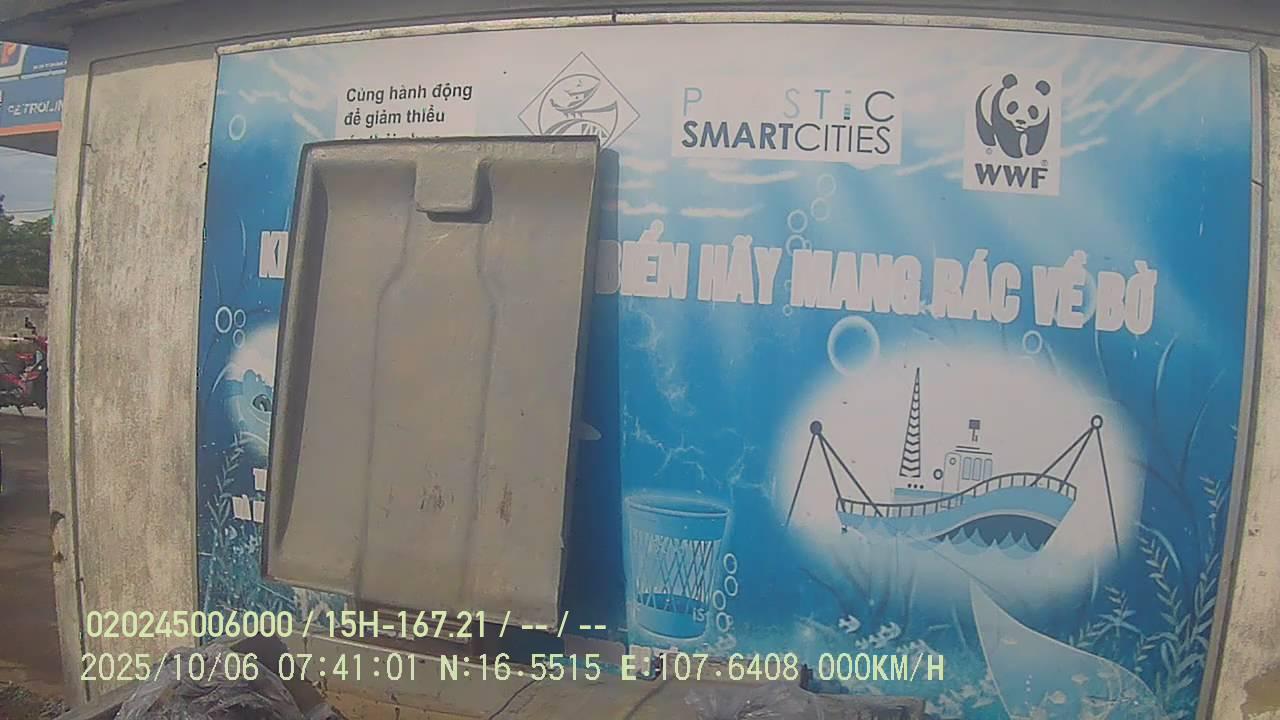 Cùng hành động
để giảm thiểu
P STiC
SMARTCITIES
WWF
BIỂN HÃY MANG RÁC VỀ BỜ
020245006000 / 15H-167.21 / -- / --
2025/10/06 07:41:01 N:16.5515 E:107.6408 000KM/H